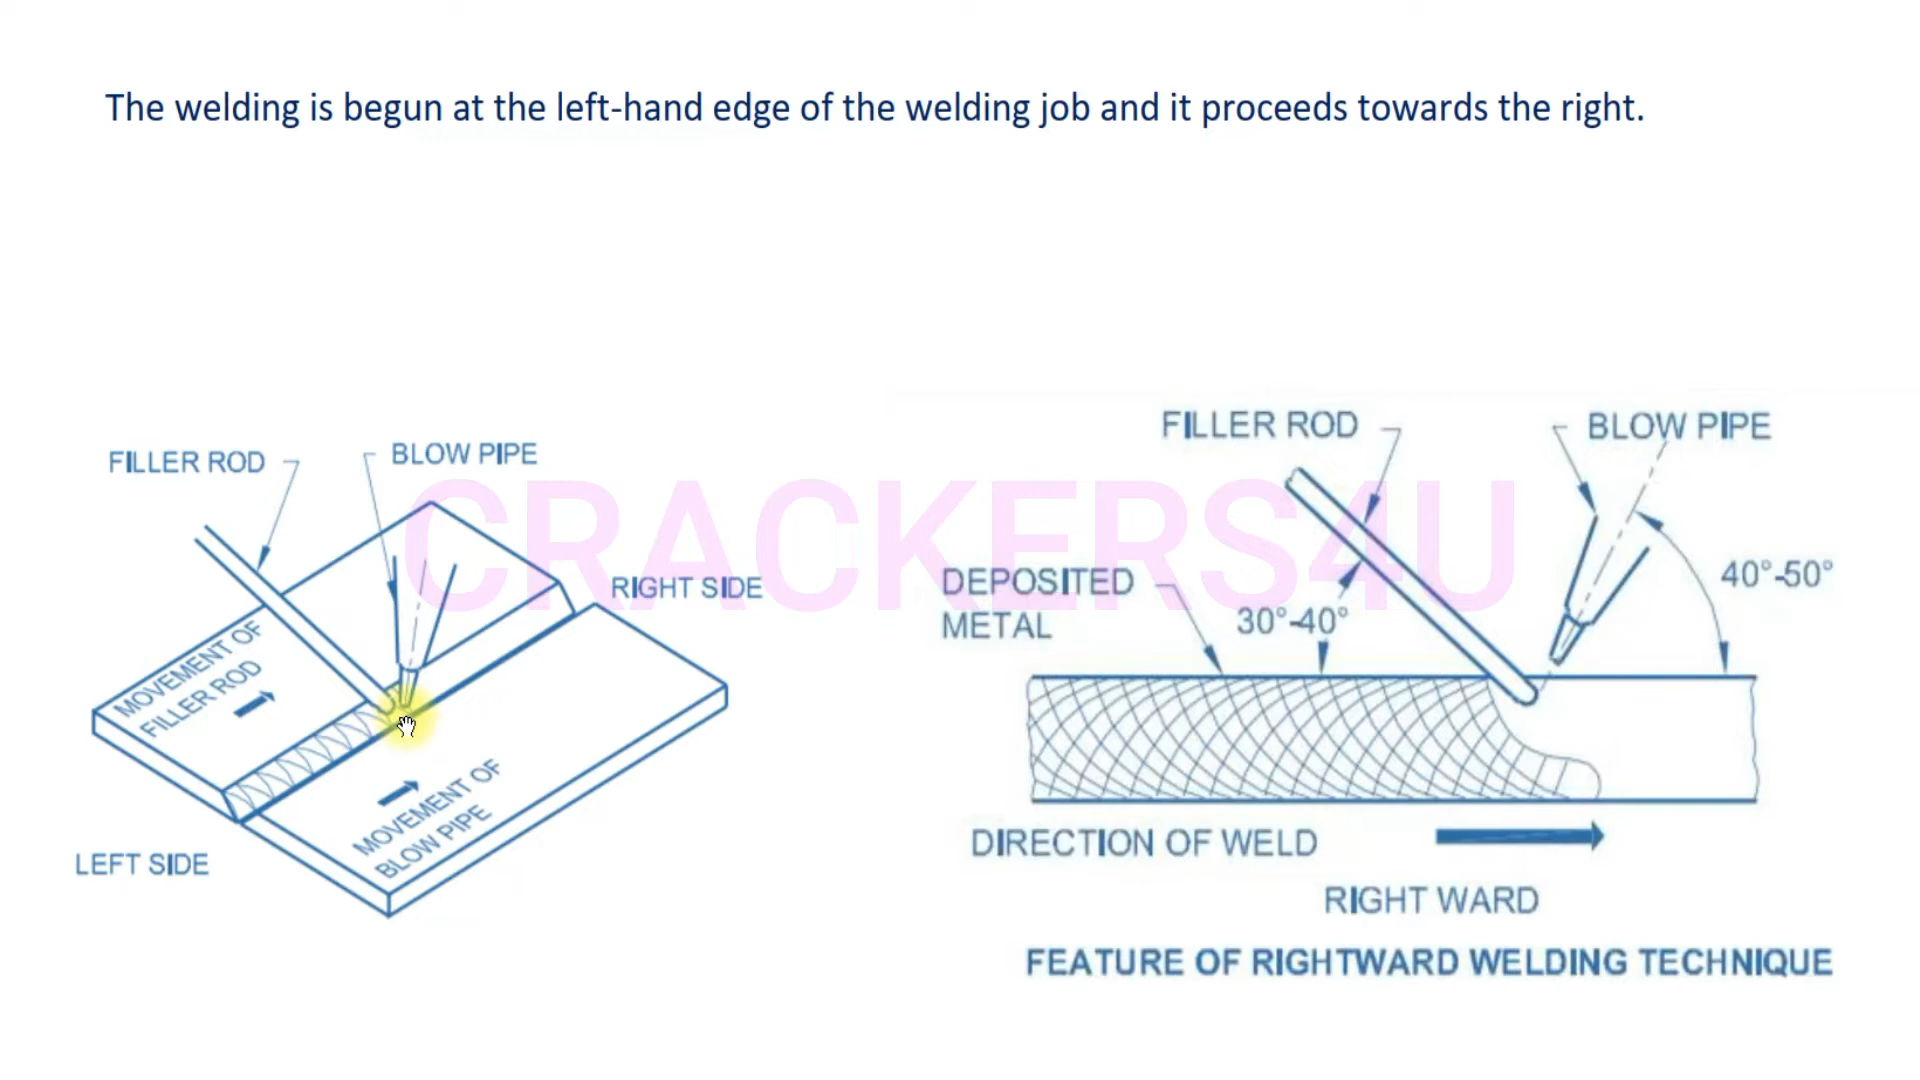 The welding is begun at the left-hand edge of the welding job and it proceeds towards the right.
FILLER ROD
BLOW PIPE
RIGHT SIDE
MOVEMENT OF
FILLER ROD
MOVEMENT OF
BLOW PIPE
LEFT SIDE
CRACKERS4U
FILLER ROD
BLOW PIPE
DEPOSITED
METAL
30°-40°
40°-50°
DIRECTION OF WELD
RIGHT WARD
FEATURE OF RIGHTWARD WELDING TECHNIQUE